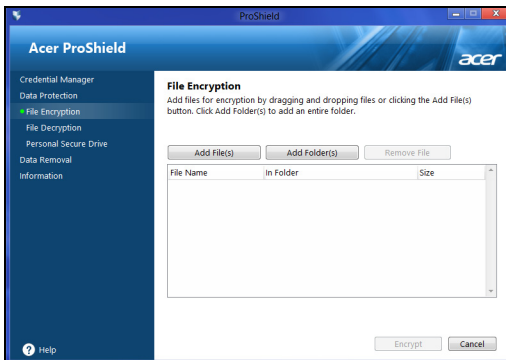 ProShield
Acer ProShield
acer
Credential Manager
Data Protection
File Encryption
File Decryption
Personal Secure Drive
Data Removal
Information
Help
File Encryption
Add files for encryption by dragging and dropping files or clicking the Add File(s)
button. Click Add Folder(s) to add an entire folder.
Add File(s)
Add Folder(s)
Remove File
File Name
In Folder
Size
Encrypt
Cancel